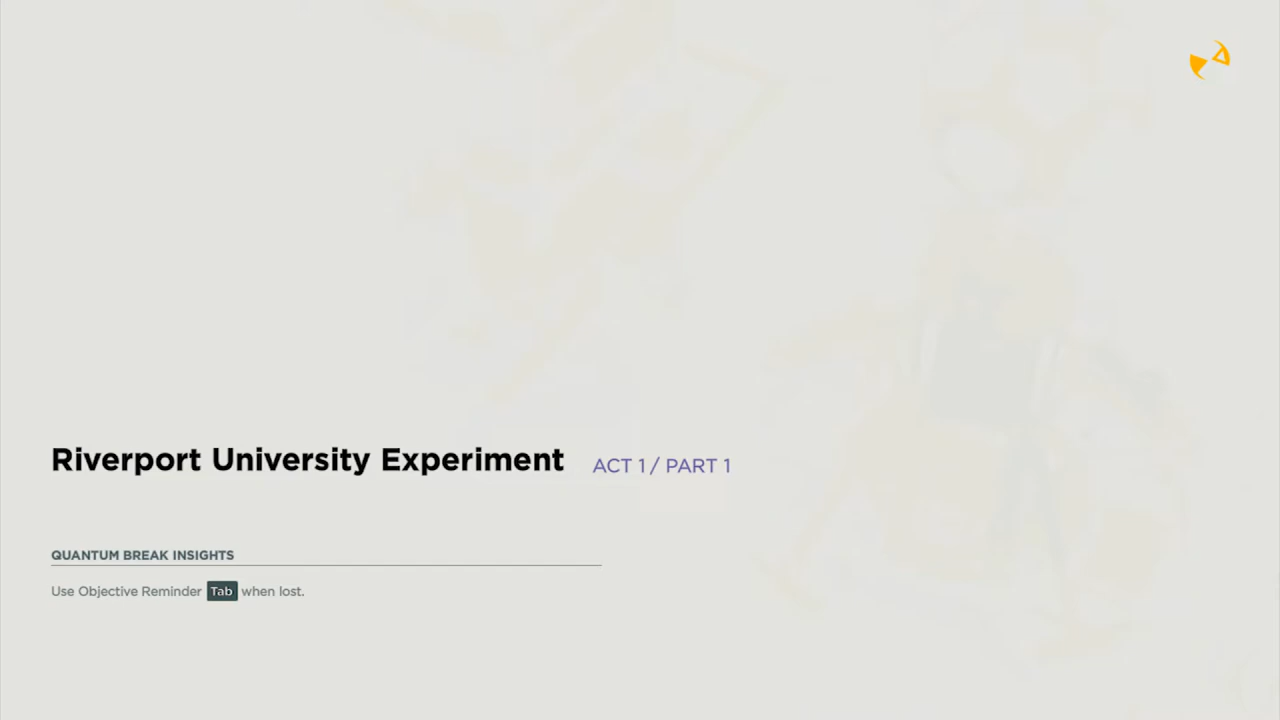 Riverport University Experiment ACT 1 / PART 1
QUANTUM BREAK INSIGHTS
Use Objective Reminder Tab when lost.